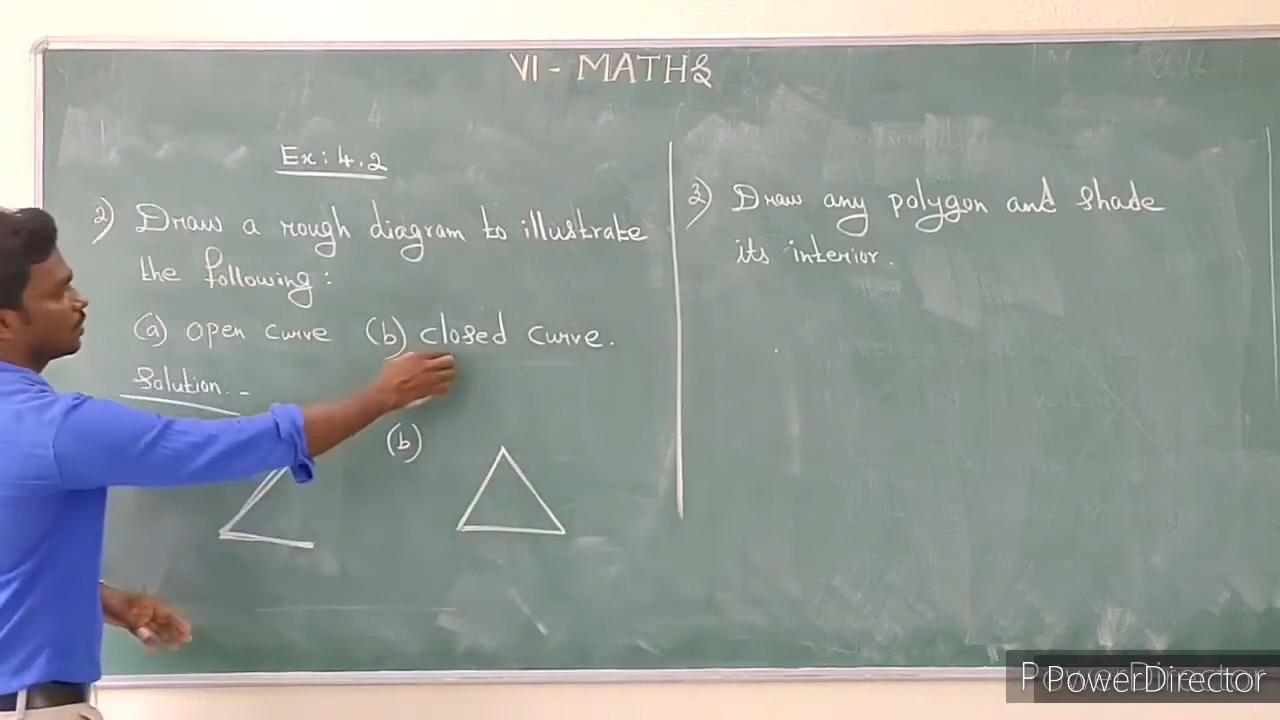 VI - MATHS
Ex: 4.2
2) Draw a rough diagram to illustrate
the following:
(a) open curve (b) closed curve.
Solution. -
(b)
3) Draw any polygon and shade
its interior.
PowerDirector